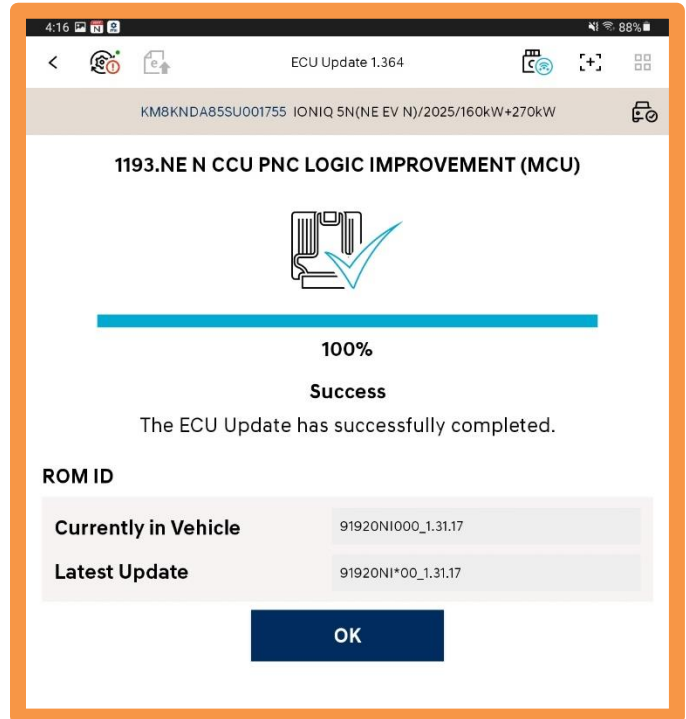 4:16 88%
ECU Update 1.364
KM8KNDA85SU001755 IONIQ 5N(NE EV N)/2025/160kW+270kW
1193.NE N CCU PNC LOGIC IMPROVEMENT (MCU)
100%
Success
The ECU Update has successfully completed.
ROM ID
Currently in Vehicle 91920NI000_1.31.17
Latest Update 91920NI*00_1.31.17
OK